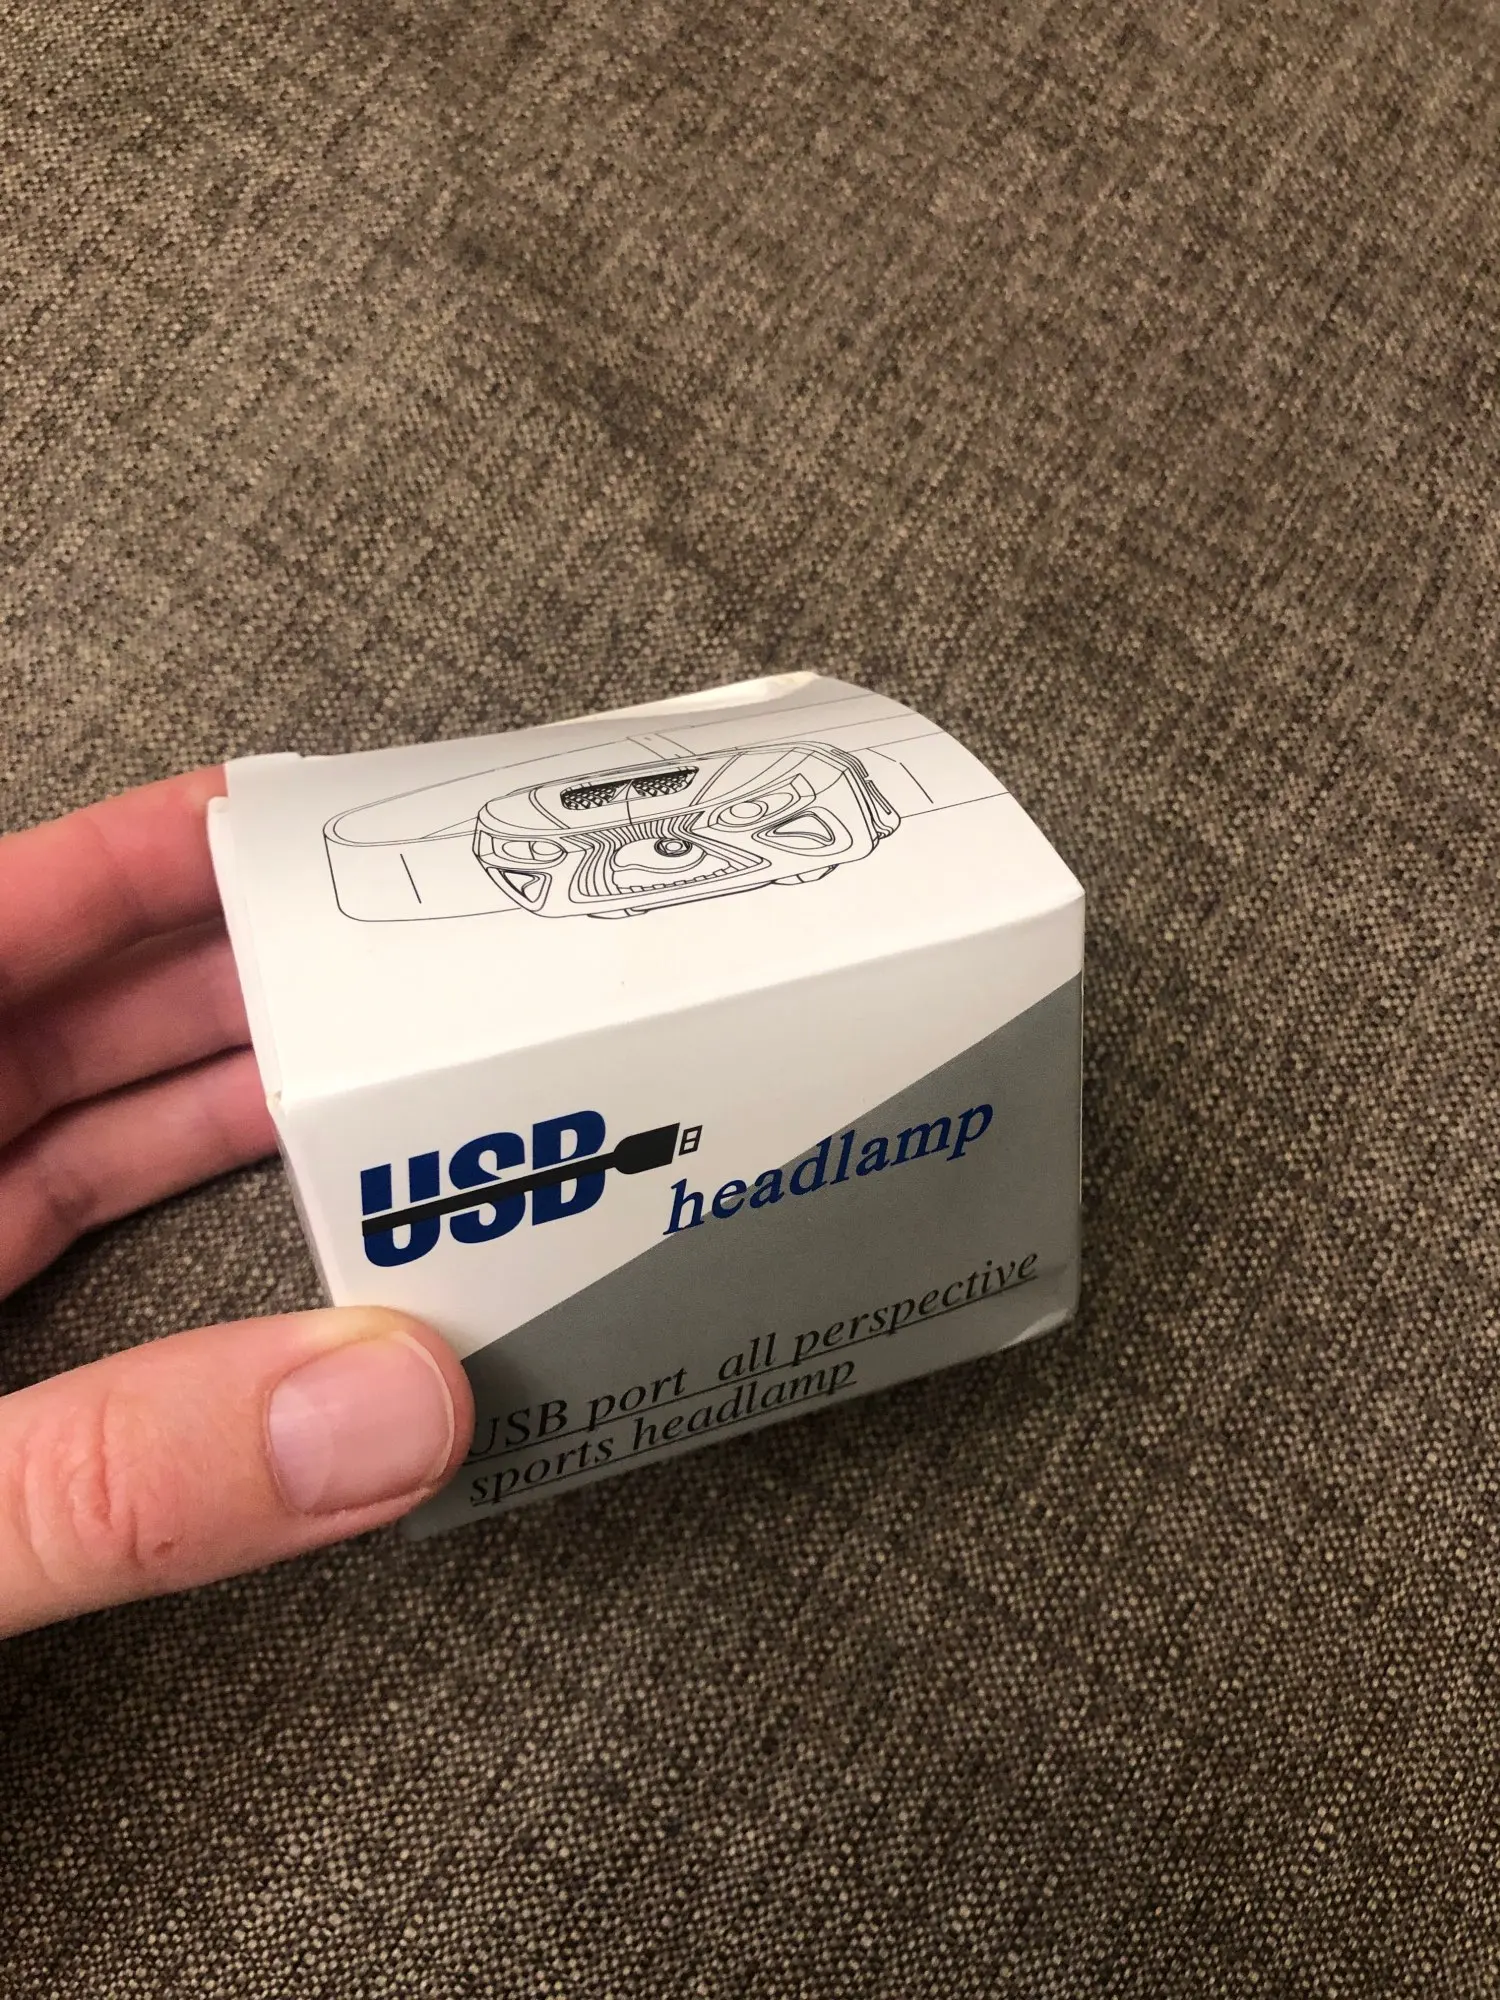 USB headlamp
USB port all perspective
sports headlamp